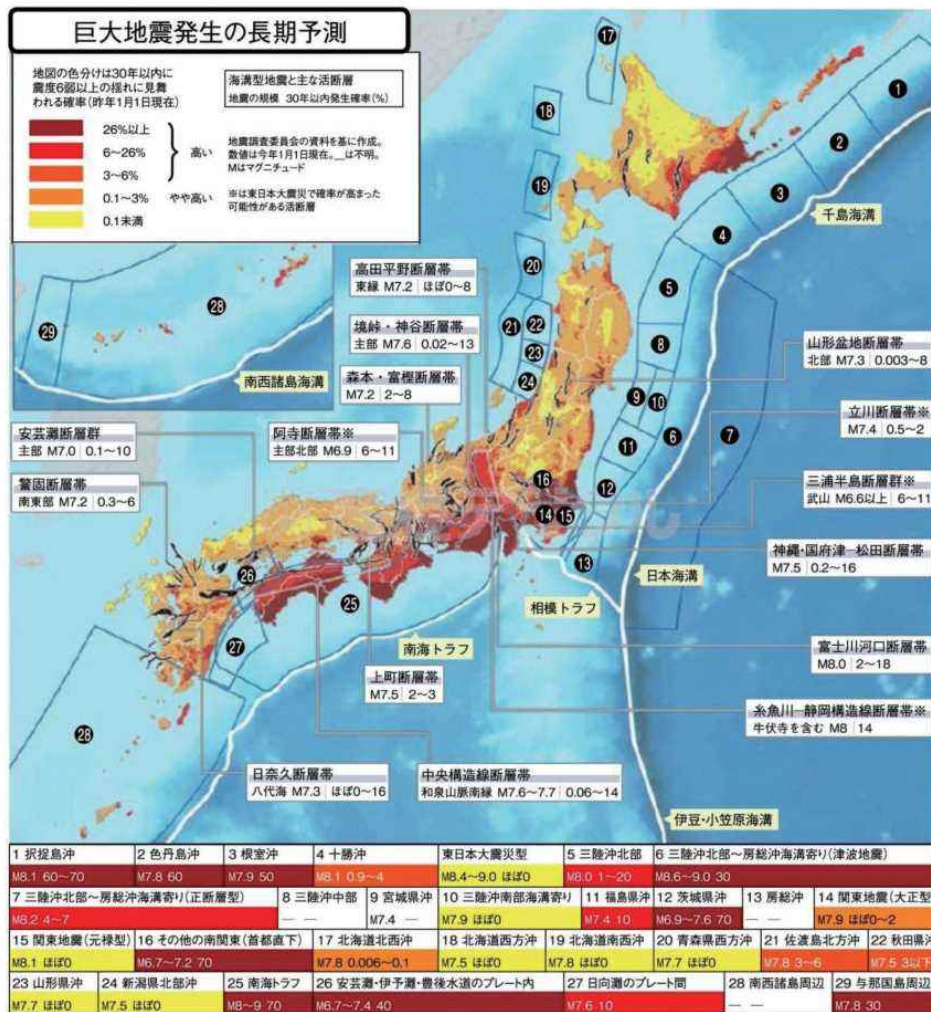 巨大地震発生の長期予測
地図の色分けは30年以内に
震度6弱以上の揺れに見舞
われる確率(昨年1月1日現在)
26%以上
6〜26%
3〜6%
高い
0.1〜3%
やや高い
0.1未満
海溝型地震と主な活断層
地震の規模 30年以内発生確率(%)
地震調査委員会の資料を基に作成。
数値は今年1月1日現在。__は不明。
Mはマグニチュード
※は東日本大震災で確率が高まった
可能性がある活断層
17
18
19
20
21
22
23
24
1
2
3
4
千島海溝
5
8
9
10
6
7
11
12
16
14
15
13
28
29
南西諸島海溝
高田平野断層帯
東縁 M7.2 ほぼ0〜8
境峠・神谷断層帯
主部 M7.6 0.02〜13
森本・富樫断層帯
M7.2 2〜8
安芸灘断層群
主部 M7.0 0.1〜10
阿寺断層帯※
主部北部 M6.9 6〜11
警固断層帯
南東部 M7.2 0.3〜6
山形盆地断層帯
北部 M7.3 0.003〜8
立川断層帯※
M7.4 0.5〜2
三浦半島断層群※
武山 M6.6以上 6〜11
神縄・国府津ー松田断層帯
M7.5 0.2〜16
日本海溝
相模トラフ
26
25
27
28
南海トラフ
上町断層帯
M7.5 2〜3
富士川河口断層帯
M8.0 2〜18
糸魚川ー静岡構造線断層帯※
牛伏寺を含む M8 14
日奈久断層帯
八代海 M7.3 ほぼ0〜16
中央構造線断層帯
和泉山脈南縁 M7.6〜7.7 0.06〜14
伊豆・小笠原海溝
1 択捉島沖 2 色丹島沖 3 根室沖 4 十勝沖 東日本大震災型 5 三陸沖北部 6 三陸沖北部〜房総沖海溝寄り(津波地震)
M8.1 60〜70 M7.8 60 M7.9 50 M8.1 0.9〜4 M8.4〜9.0 ほぼ0 M8.0 1〜20 M8.6〜9.0 30
7 三陸沖北部〜房総沖海溝寄り(正断層型) 8 三陸沖中部 9 宮城県沖 10 三陸沖南部海溝寄り 11 福島県沖 12 茨城県沖 13 房総沖 14 関東地震(大正型)
M8.2 4〜7 — — M7.4 — M7.9 ほぼ0 M7.4 10 M6.9〜7.6 70 — — M7.9 ほぼ0〜2
15 関東地震(元禄型) 16 その他の南関東(首都直下) 17 北海道北西沖 18 北海道西方沖 19 北海道南西沖 20 青森県西方沖 21 佐渡島北方沖 22 秋田県沖
M8.1 ほぼ0 M6.7〜7.2 70 M7.8 0.006〜0.1 M7.5 ほぼ0 M7.8 ほぼ0 M7.7 ほぼ0 M7.8 3〜6 M7.5 3以下
23 山形県沖 24 新潟県北部沖 25 南海トラフ 26 安芸灘・伊予灘・豊後水道のプレート内 27 日向灘のプレート間 28 南西諸島周辺 29 与那国島周辺
M7.7 ほぼ0 M7.5 ほぼ0 M8〜9 70 M6.7〜7.4 40 M7.6 10 — — M7.8 30